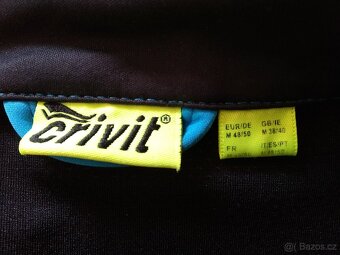 crivit®
EUR/DE
M 48/50
GB/IE
M 38/40
FR
IT/ES/PT
© Bazos.cz